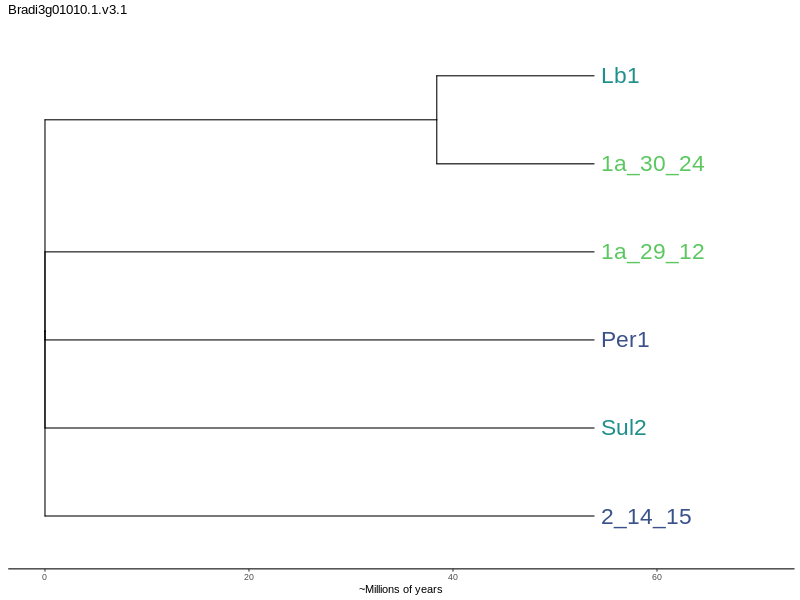 Bradi3g01010.1.v3.1
Lb1
1a_30_24
1a_29_12
Per1
Sul2
2_14_15
0 20 40 60
~Millions of years